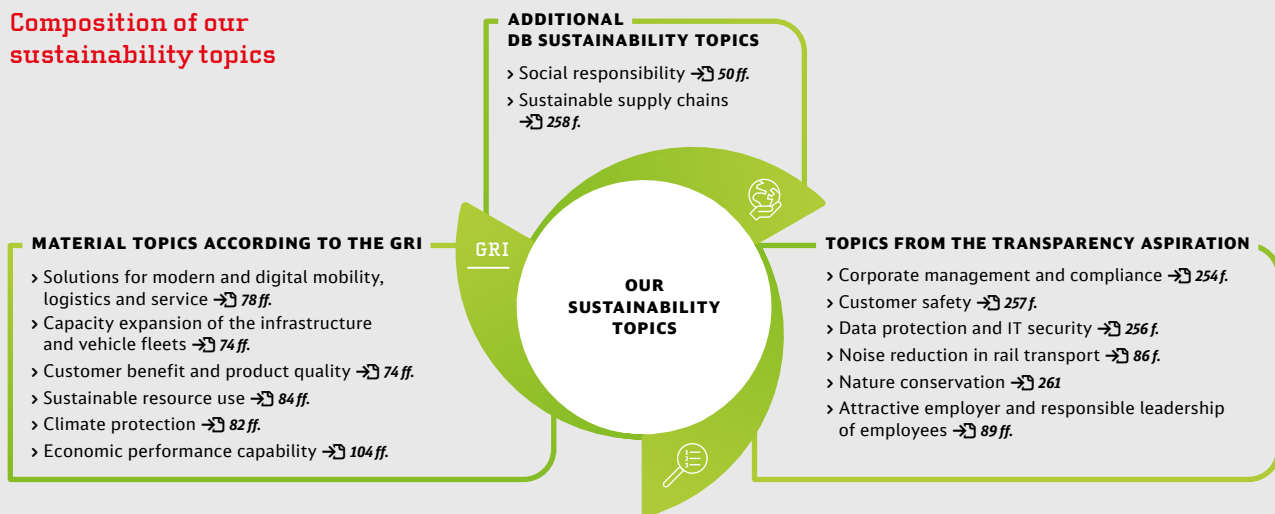 Composition of our
sustainability topics
ADDITIONAL
DB SUSTAINABILITY TOPICS
› Social responsibility → 50 ff.
› Sustainable supply chains
→ 258 f.
MATERIAL TOPICS ACCORDING TO THE GRI
› Solutions for modern and digital mobility,
logistics and service → 78 ff.
› Capacity expansion of the infrastructure
and vehicle fleets → 74 ff.
› Customer benefit and product quality → 74 ff.
› Sustainable resource use → 84 ff.
› Climate protection → 82 ff.
› Economic performance capability → 104 ff.
GRI
OUR
SUSTAINABILITY
TOPICS
TOPICS FROM THE TRANSPARENCY ASPIRATION
› Corporate management and compliance → 254 f.
› Customer safety → 257 f.
› Data protection and IT security → 256 f.
› Noise reduction in rail transport → 86 f.
› Nature conservation → 261
› Attractive employer and responsible leadership
of employees → 89 ff.